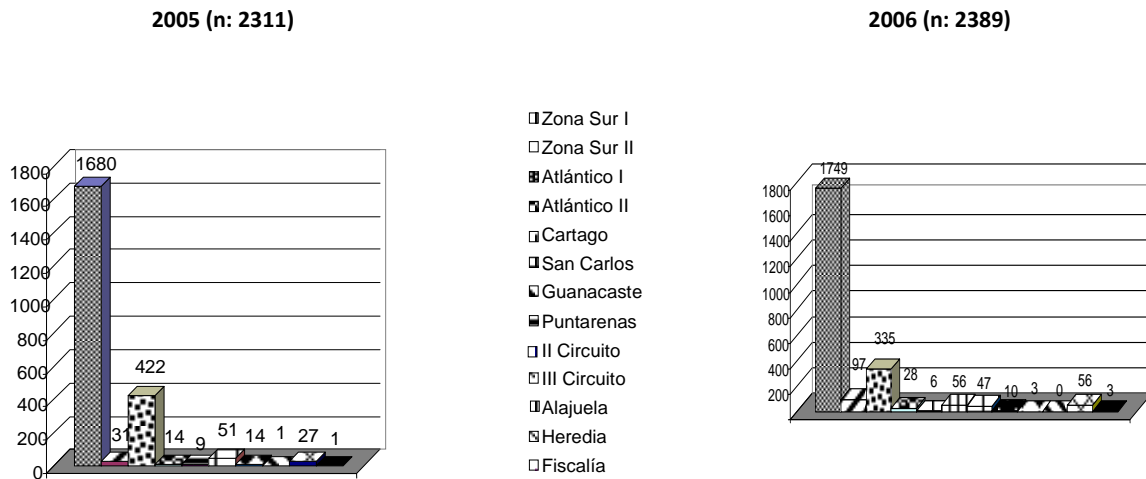 2005 (n: 2311)
2006 (n: 2389)
1800
1600
1400
1200
1000
800
600
400
200
0
1680
31
422
14
9
51
14
1
27
1
Zona Sur I
Zona Sur II
Atlántico I
Atlántico II
Cartago
San Carlos
Guanacaste
Puntarenas
II Circuito
III Circuito
Alajuela
Heredia
Fiscalía
1800
1600
1400
1200
1000
800
600
400
200
1749
97
335
28
6
56
47
10
3
0
56
3